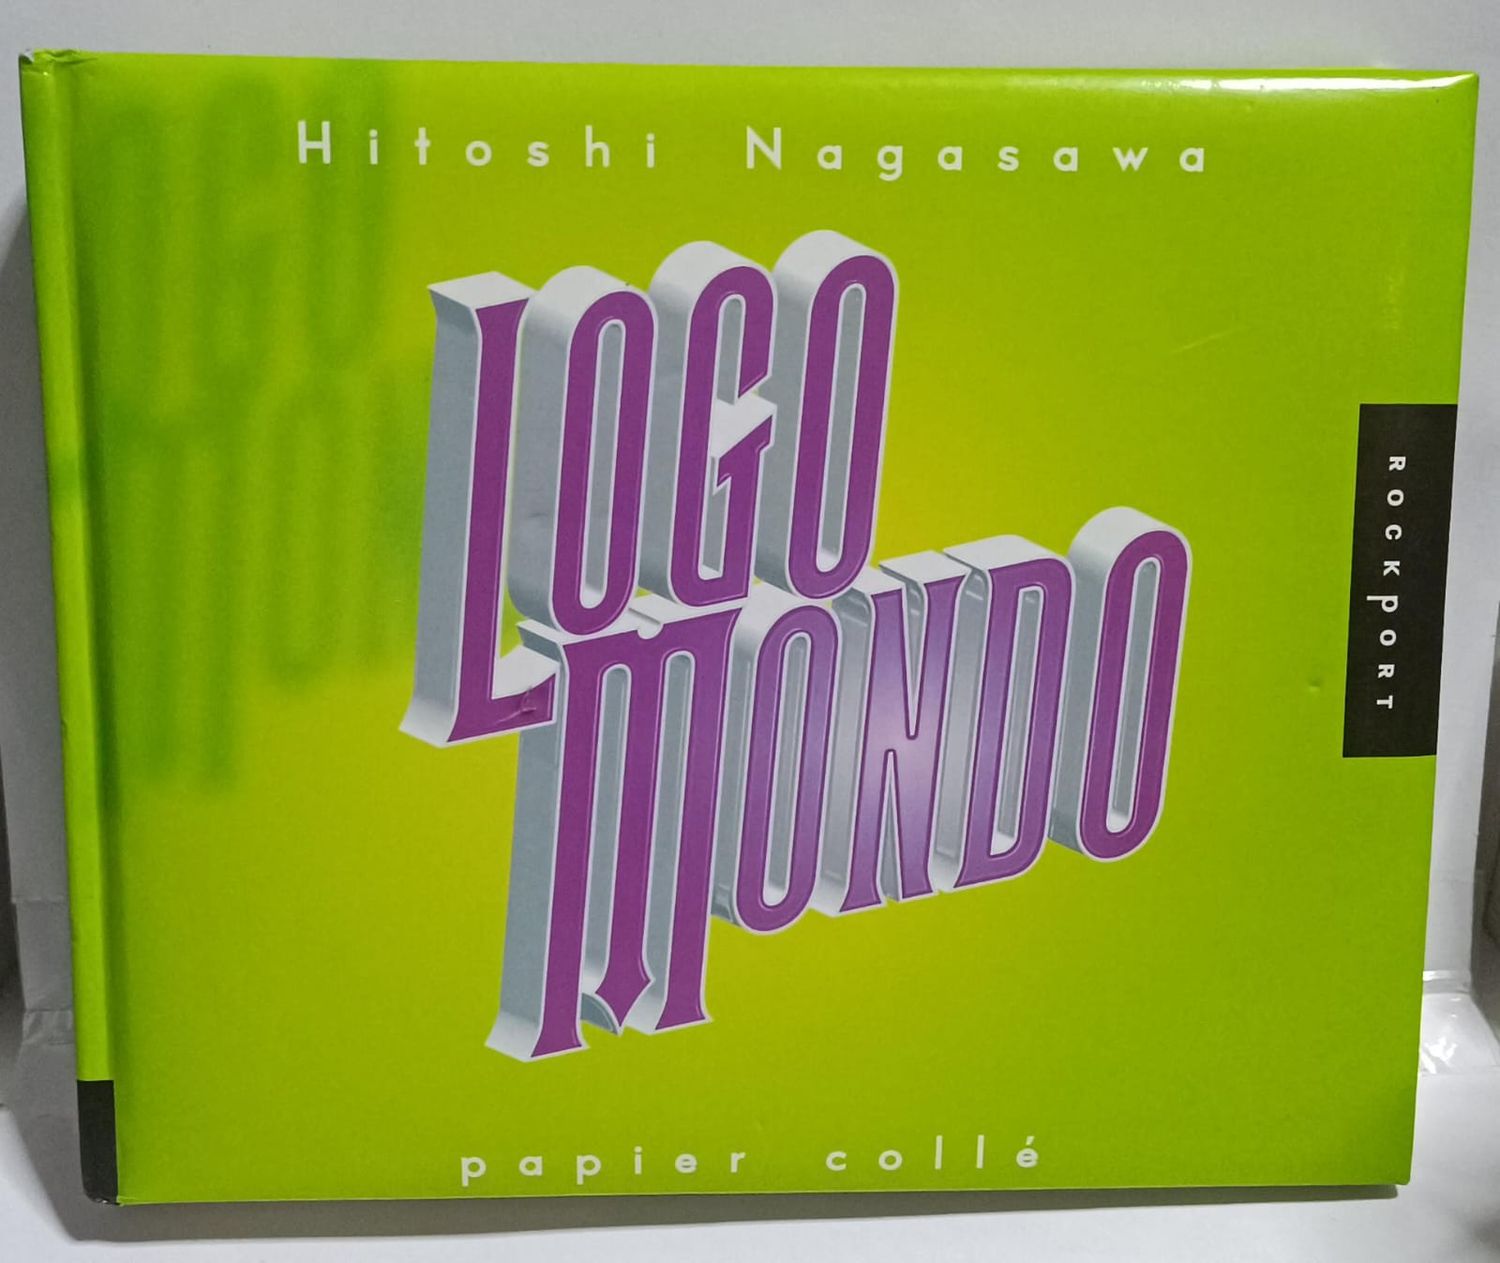 Hitoshi Nagasawa
LOGO
MONDO
ROCKPORT
papier collé